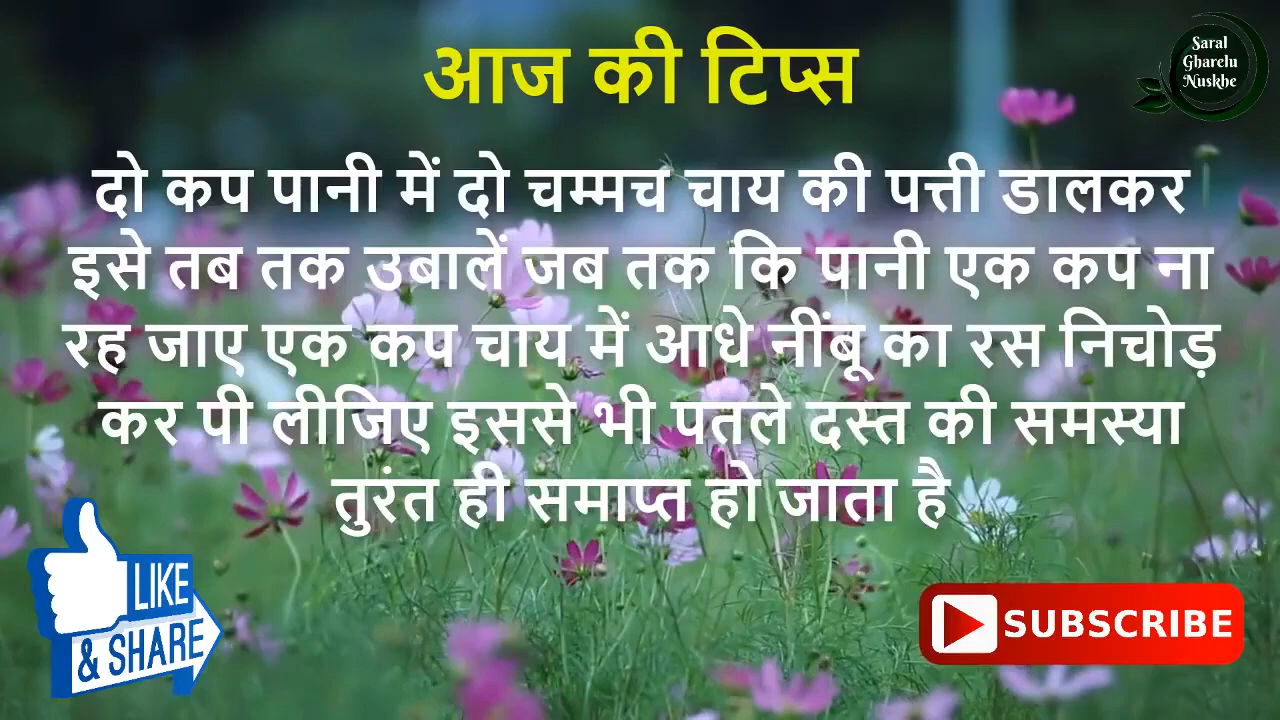 आज की टिप्स
Saral
Gharelu
Nuskhe
दो कप पानी में दो चम्मच चाय की पत्ती डालकर
इसे तब तक उबालें जब तक कि पानी एक कप ना
रह जाए एक कप चाय में आधे नींबू का रस निचोड़
कर पी लीजिए इससे भी पतले दस्त की समस्या
तुरंत ही समाप्त हो जाता है
LIKE
& SHARE
SUBSCRIBE